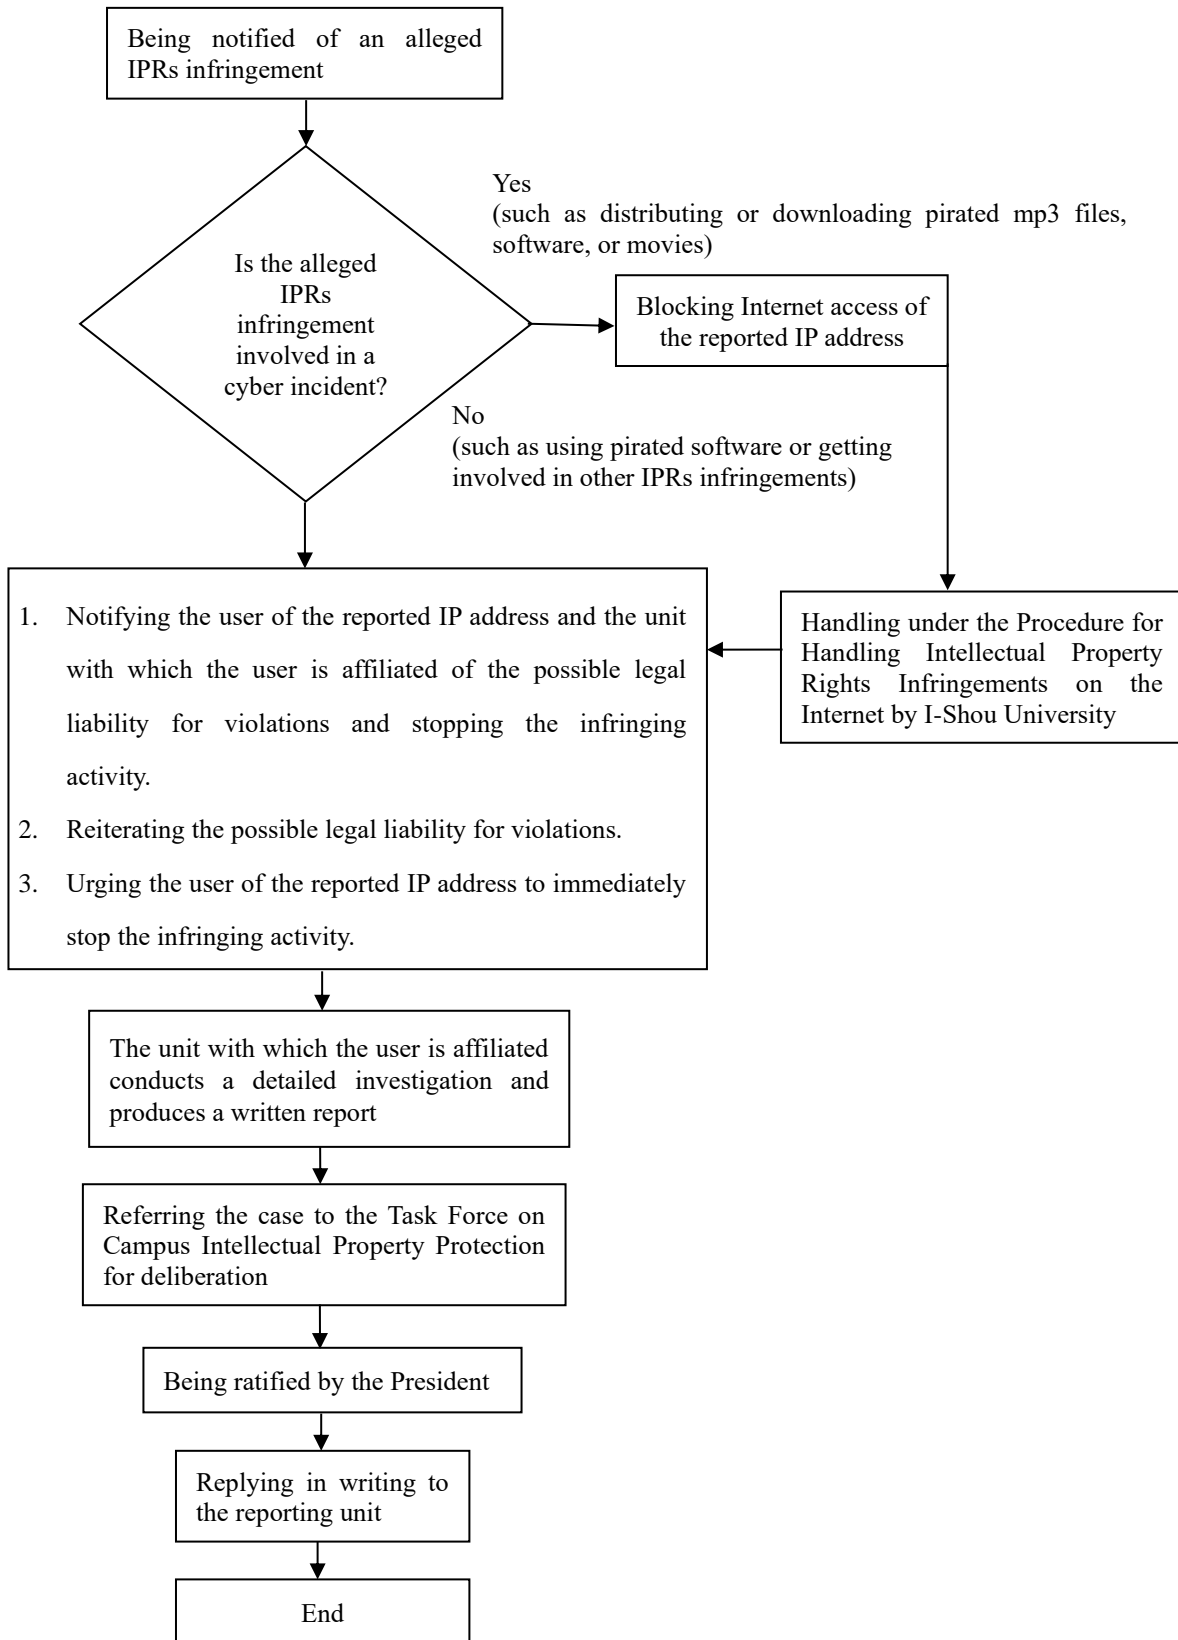 Being notified of an alleged
IPRs infringement
Yes
(such as distributing or downloading pirated mp3 files,
software, or movies)
Is the alleged
IPRs
infringement
involved in a
cyber incident?
Blocking Internet access of
the reported IP address
No
(such as using pirated software or getting
involved in other IPRs infringements)
1. Notifying the user of the reported IP address and the unit
with which the user is affiliated of the possible legal
liability for violations and stopping the infringing
activity.
2. Reiterating the possible legal liability for violations.
3. Urging the user of the reported IP address to immediately
stop the infringing activity.
Handling under the Procedure for
Handling Intellectual Property
Rights Infringements on the
Internet by I-Shou University
The unit with which the user is affiliated
conducts a detailed investigation and
produces a written report
Referring the case to the Task Force on
Campus Intellectual Property Protection
for deliberation
Being ratified by the President
Replying in writing to
the reporting unit
End